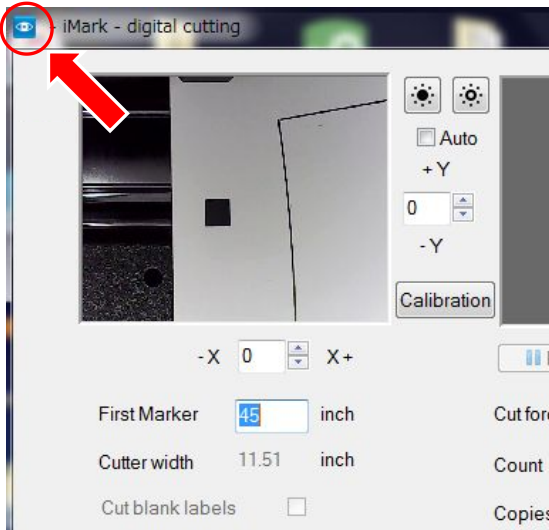 - iMark - digital cutting
Auto
+ Y
0
- Y
Calibration
- X 0 X +
First Marker 45 inch
Cutter width 11.51 inch
Count
Cut blank labels
Copies